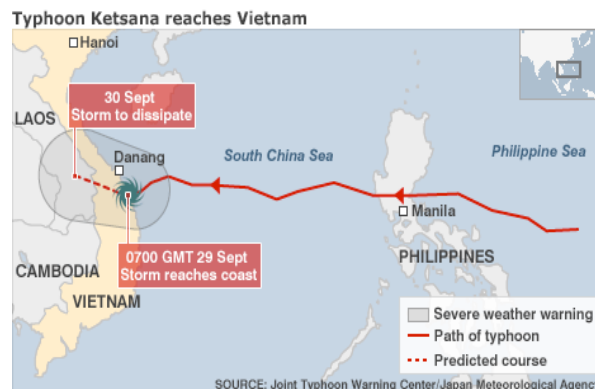 Typhoon Ketsana reaches Vietnam
Hanoi
30 Sept
Storm to dissipate
LAOS
Danang
South China Sea
Philippine Sea
Manila
0700 GMT 29 Sept
Storm reaches coast
PHILIPPINES
CAMBODIA
VIETNAM
Severe weather warning
Path of typhoon
Predicted course
SOURCE: Joint Typhoon Warning Center/Japan Meteorological Agency